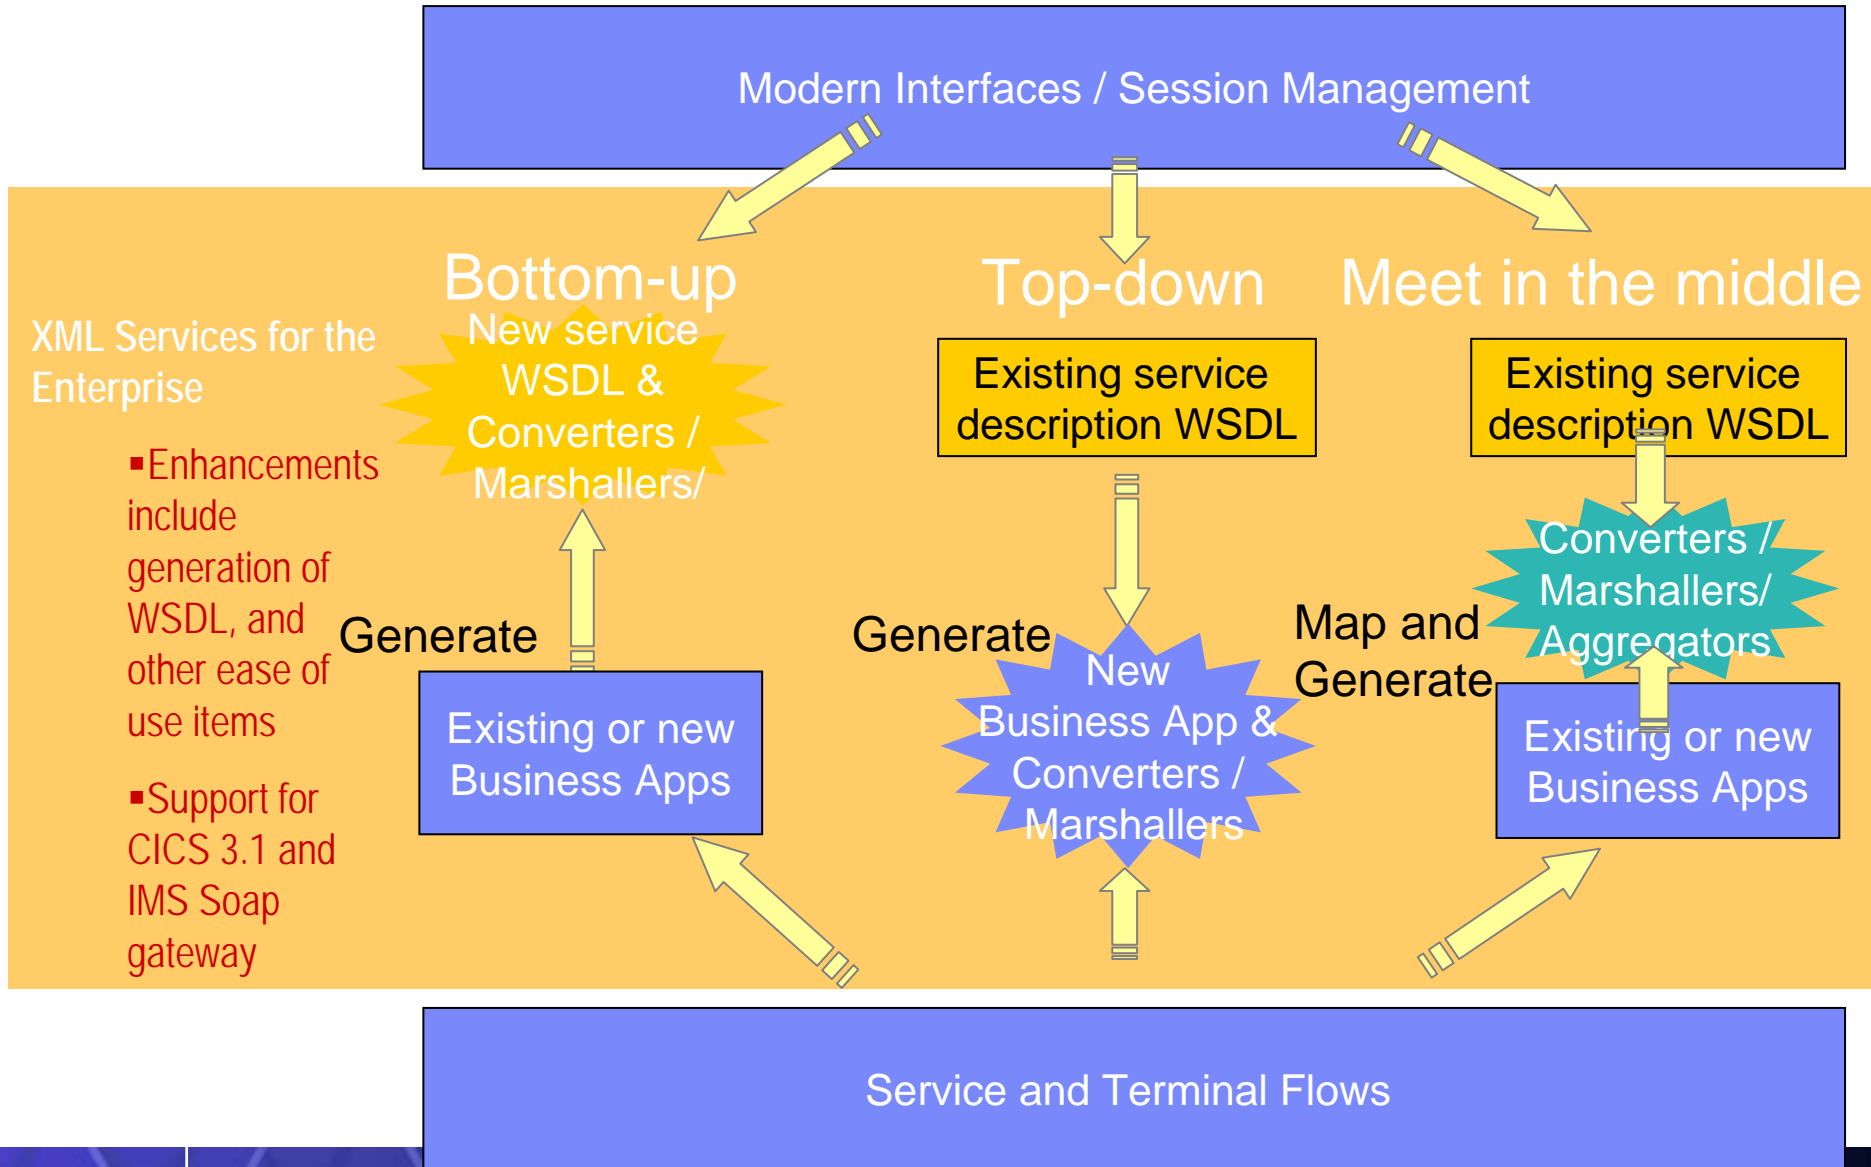 Modern Interfaces / Session Management
Bottom-up
Top-down
Meet in the middle
XML Services for the
Enterprise
▪Enhancements
include
generation of
WSDL, and
other ease of
use items
▪Support for
CICS 3.1 and
IMS Soap
gateway
New service
WSDL &
Converters /
Marshallers/
Generate
Existing or new
Business Apps
Existing service
description WSDL
Generate
New
Business App &
Converters /
Marshallers
Existing service
description WSDL
Converters /
Marshallers/
Aggregators
Map and
Generate
Existing or new
Business Apps
Service and Terminal Flows